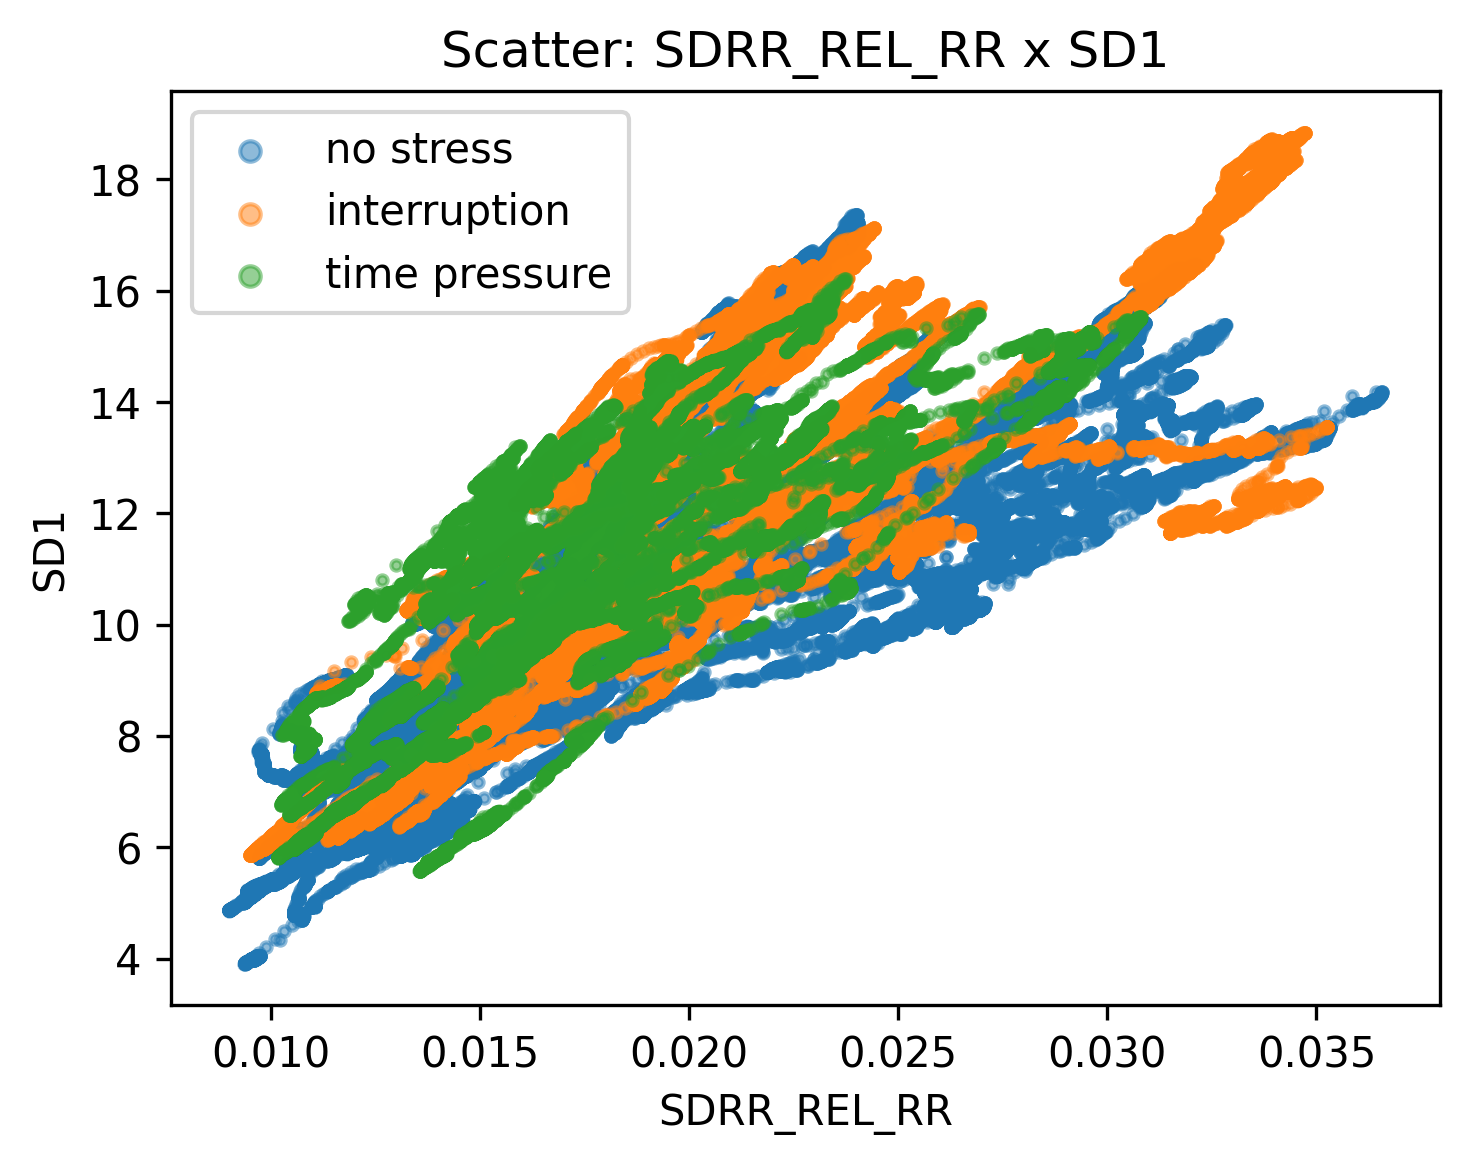 Scatter: SDRR_REL_RR x SD1
no stress
interruption
time pressure
18
16
14
12
10
8
6
4
SD1
0.010 0.015 0.020 0.025 0.030 0.035
SDRR_REL_RR